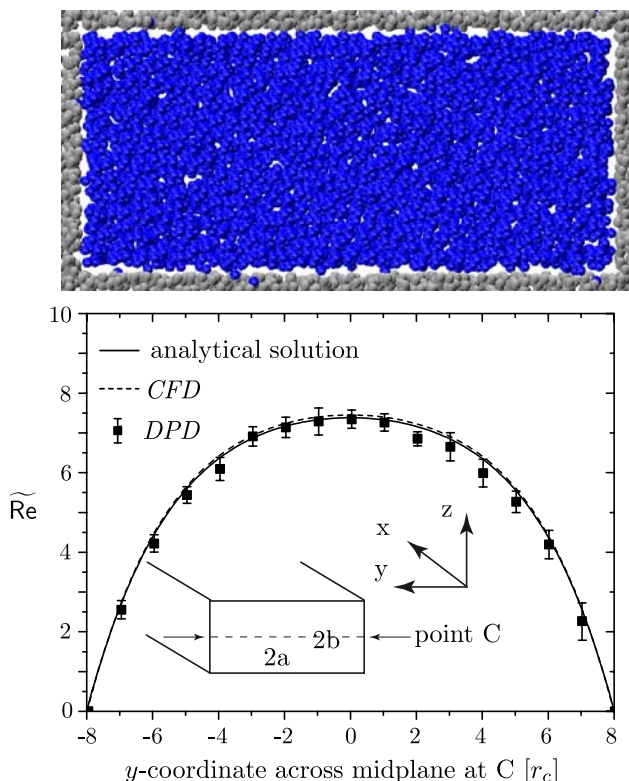 10
8
6
4
2
0
R̃e
analytical solution
CFD
DPD
z
x
y
point C
2b
2a
-8 -6 -4 -2 0 2 4 6 8
y-coordinate across midplane at C [r_c]